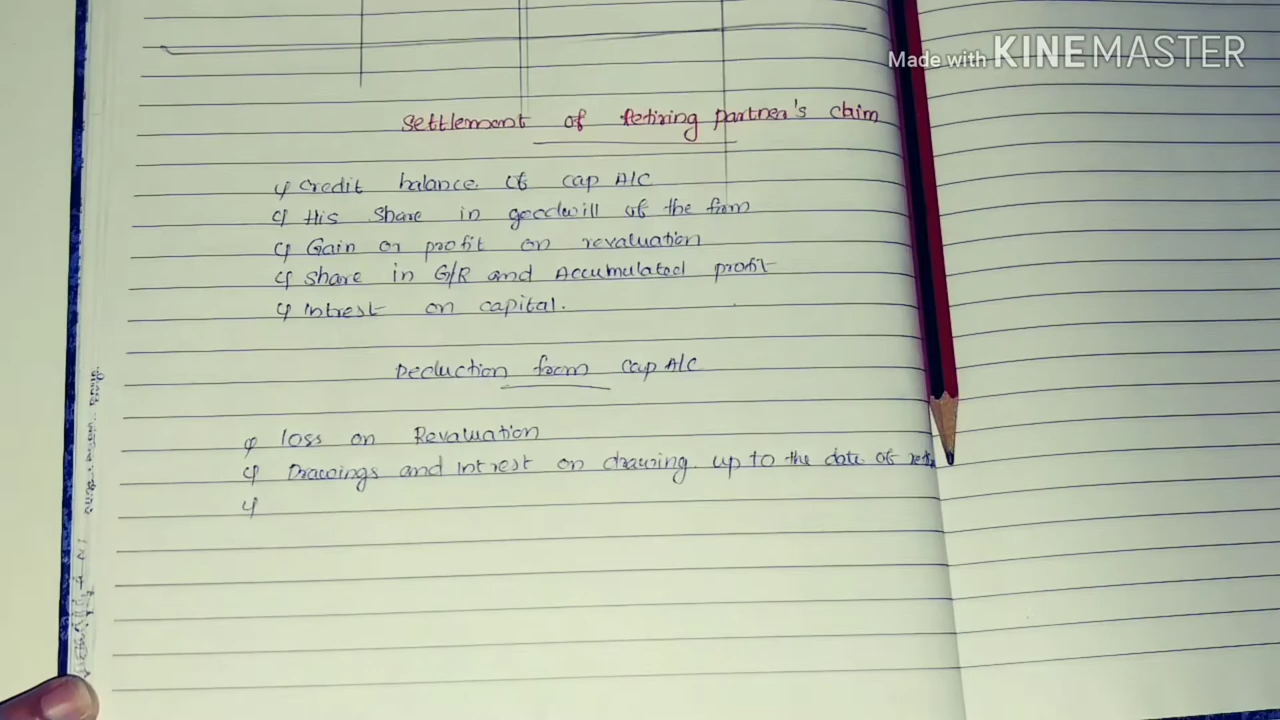 Made with KINEMASTER
Settlement of Retiring partner's claim
Credit balance of cap A/C
His share in goodwill of the firm
Gain or profit on revaluation
share in G/R and Accumulated profit
Intrest on capital.
Deduction from cap A/C
loss on Revaluation
Drawings and Intrest on drawing up to the date of